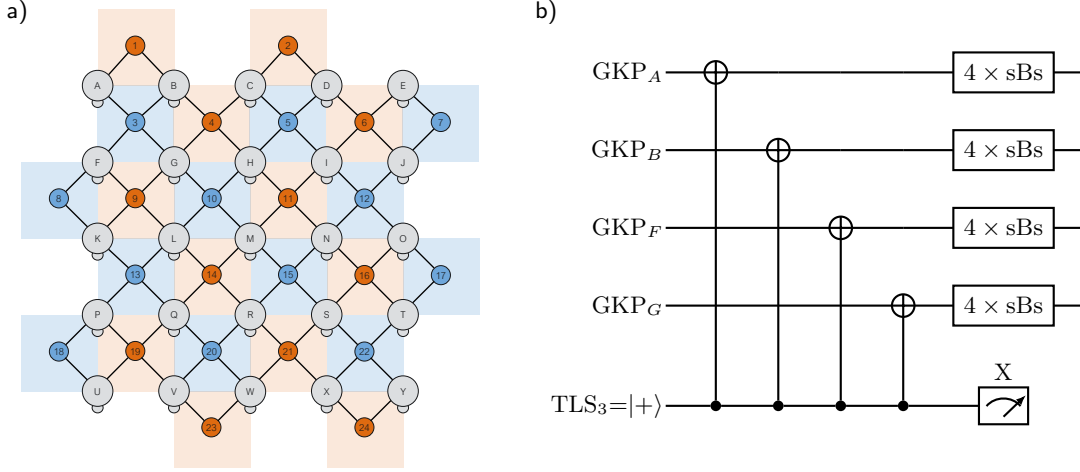 a)
1 2
A B C D E
3 4 5 6 7
F G H I J
8 9 10 11 12
K L M N O
13 14 15 16 17
P Q R S T
18 19 20 21 22
U V W X Y
23 24
b)
GKP_A 4 × sBs
GKP_B 4 × sBs
GKP_F 4 × sBs
GKP_G 4 × sBs
X
TLS_3=|+⟩